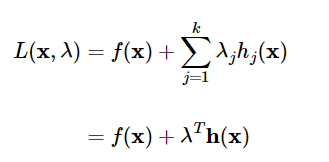 L(x, λ) = f(x) + ∑_{j=1}^{k} λ_j h_j(x)
= f(x) + λ^T h(x)